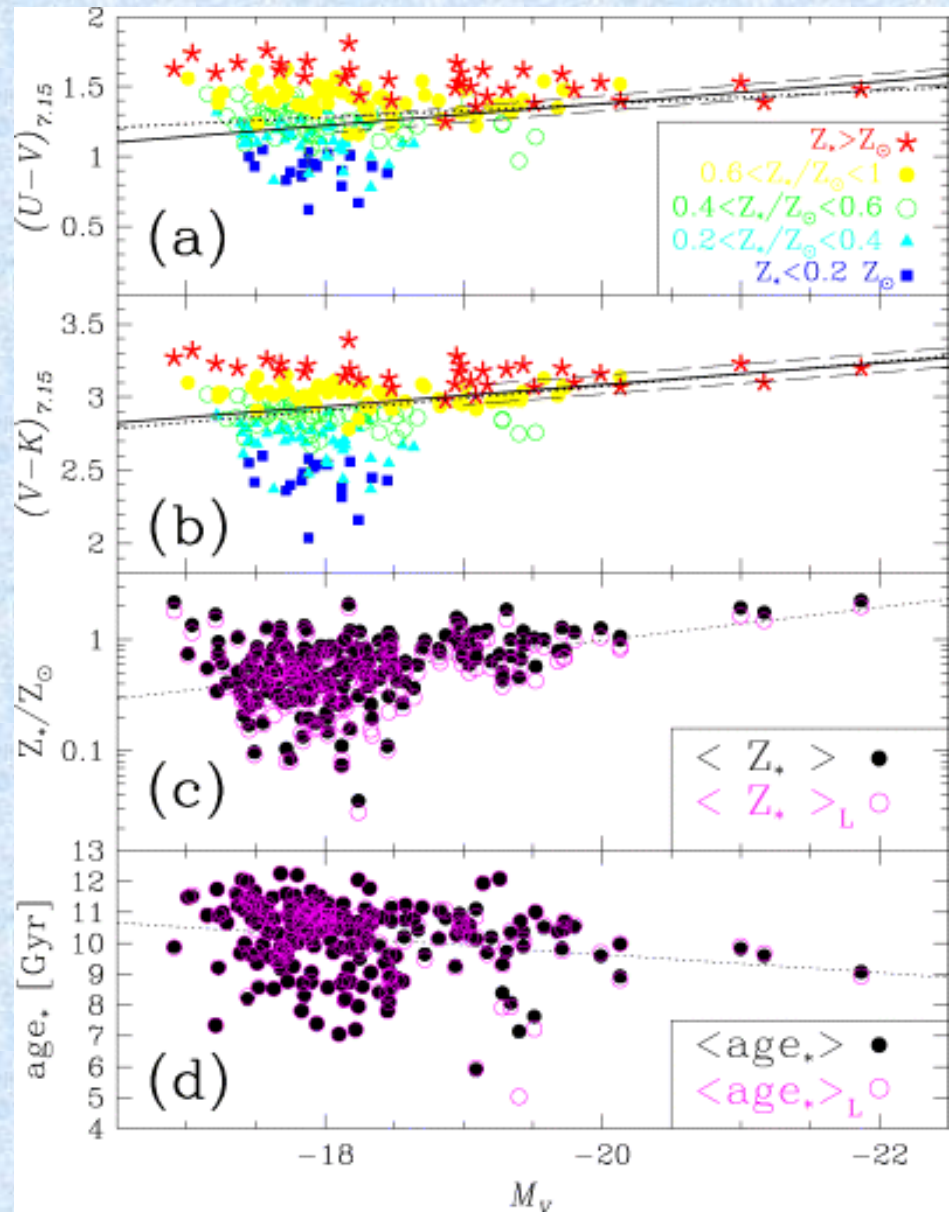 2
1.5
1
0.5
(U−V)7.15
(a)
Z*>Z⊙
0.6<Z*/Z⊙<1
0.4<Z*/Z⊙<0.6
0.2<Z*/Z⊙<0.4
Z*<0.2 Z⊙
3.5
3
2.5
2
(V−K)7.15
(b)
1
0.1
Z*/Z⊙
(c)
< Z* >
< Z* >L
13
12
11
10
9
8
7
6
5
4
age* [Gyr]
(d)
<age*>
<age*>L
−18
−20
−22
MV